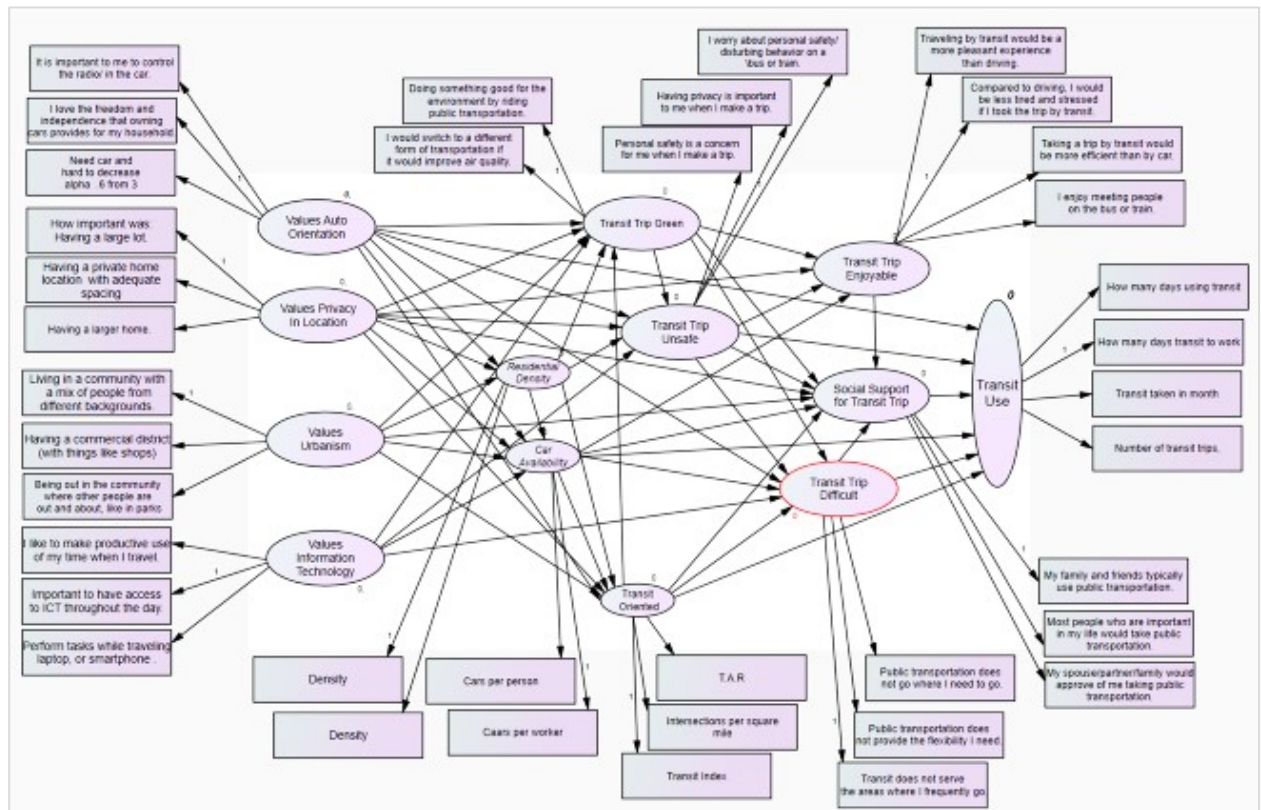 It is important to me to control
the radio/ in the car.
I love the freedom and
independence that owning
cars provides for my household.
Need car and
hard to decrease
alpha .6 from 3
How important was:
Having a large lot.
Having a private home
location with adequate
spacing
Having a larger home.
Living in a community with
a mix of people from
different backgrounds.
Having a commercial district
(with things like shops)
Being out in the community
where other people are
out and about, like in parks
I like to make productive use
of my time when I travel.
Important to have access
to ICT throughout the day.
Perform tasks while traveling
laptop, or smartphone .
Doing something good for the
environment by riding
public transportation.
I would switch to a different
form of transportation if
it would improve air quality.
I worry about personal safety/
disturbing behavior on a
\bus or train.
Having privacy is important
to me when I make a trip.
Personal safety is a concern
for me when I make a trip.
Traveling by transit would be a
more pleasant experience
than driving.
Compared to driving, I would
be less tired and stressed
if I took the trip by transit.
Taking a trip by transit would
be more efficient than by car.
I enjoy meeting people
on the bus or train.
Values Auto
Orientation
Values Privacy
In Location
Values
Urbanism
Values
Information
Technology
Transit Trip Green
Transit Trip
Unsafe
Residential
Density
Car
Availability
Transit
Oriented
Transit Trip
Enjoyable
Social Support
for Transit Trip
Transit Trip
Difficult
Transit
Use
How many days using transit
How many days transit to work
Transit taken in month
Number of transit trips,
My family and friends typically
use public transportation.
Most people who are important
in my life would take public
transportation.
My spouse/partner/family would
approve of me taking public
transportation.
Density
Density
Cars per person
Caars per worker
T.A.R
Intersections per square
mile
Transit Index
Public transportation does
not go where I need to go.
Public transportation does
not provide the flexibility I need.
Transit does not serve
the areas where I frequently go.